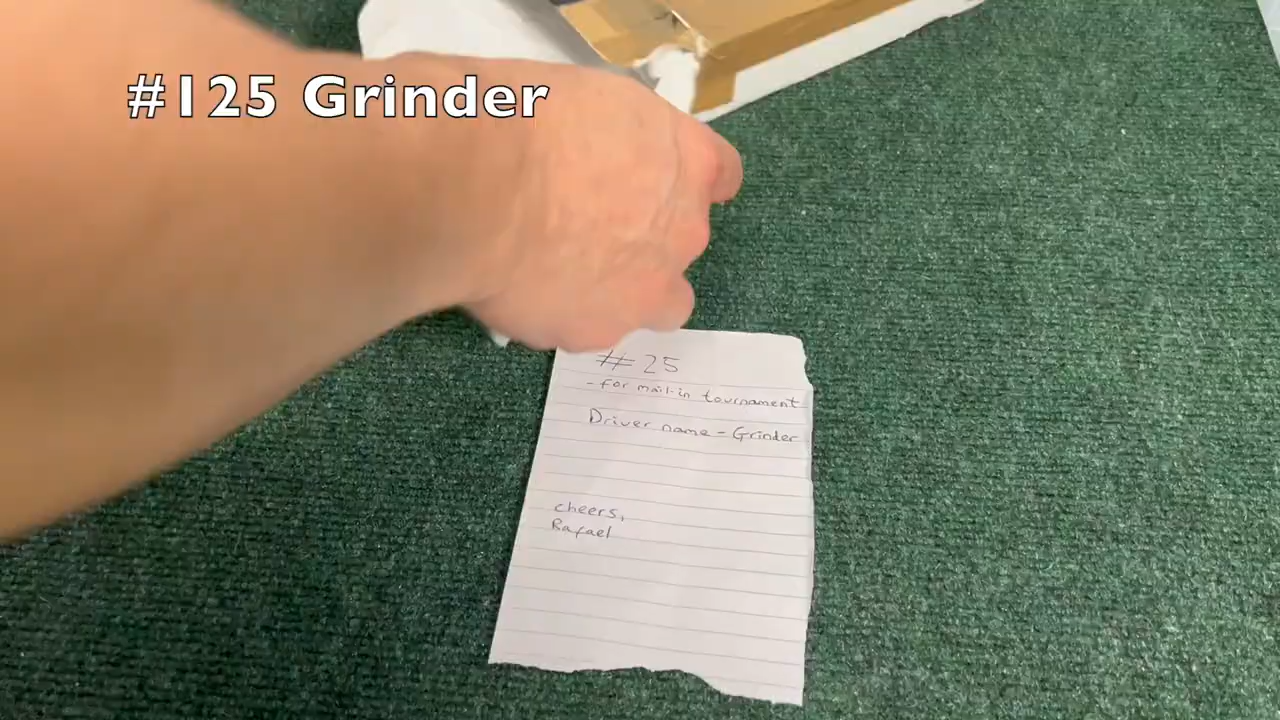 #125 Grinder
#25
- for mail-in tournament
Driver name - Grinder
cheers,
Rafael